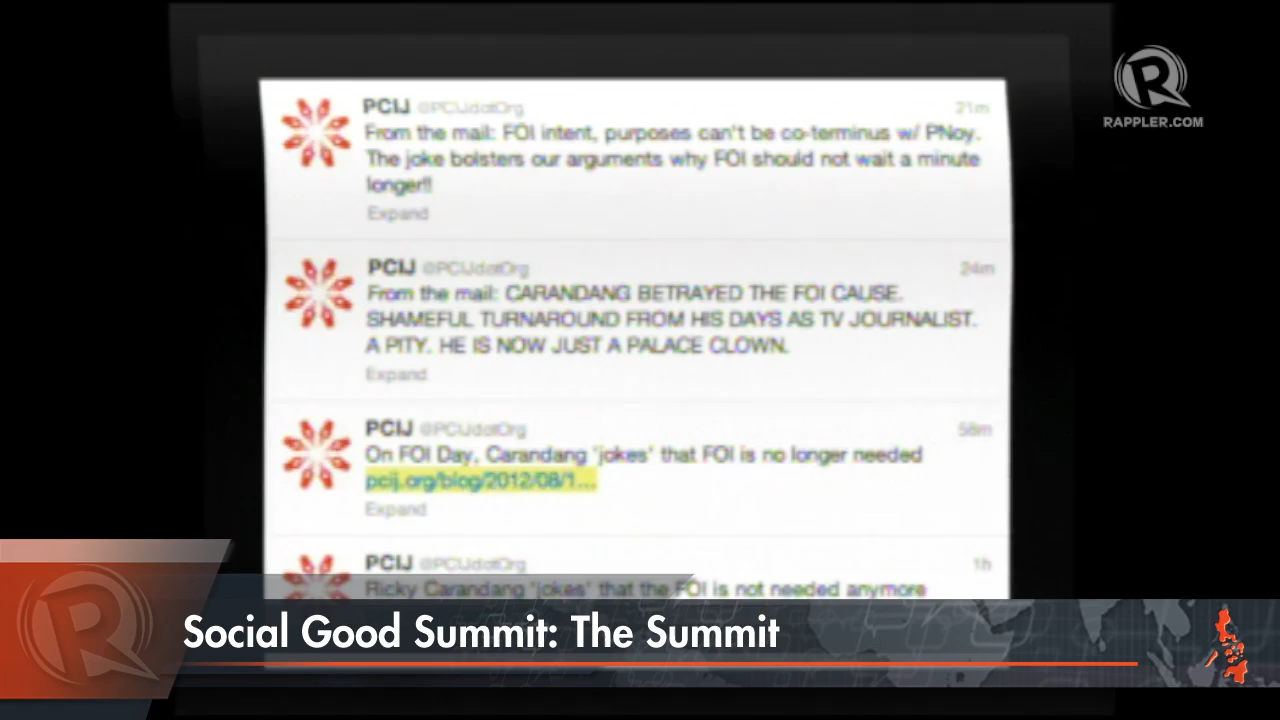 R
RAPPLER.COM
PCIJ @PCIJdotOrg 21m
From the mail: FOI intent, purposes can't be co-terminus w/ PNoy.
The joke bolsters our arguments why FOI should not wait a minute
longer!!
Expand
PCIJ @PCIJdotOrg 24m
From the mail: CARANDANG BETRAYED THE FOI CAUSE.
SHAMEFUL TURNAROUND FROM HIS DAYS AS TV JOURNALIST.
A PITY. HE IS NOW JUST A PALACE CLOWN.
Expand
PCIJ @PCIJdotOrg 58m
On FOI Day, Carandang 'jokes' that FOI is no longer needed
pcij.org/blog/2012/08/1...
Expand
PCIJ @PCIJdotOrg 1h
Ricky Carandang 'jokes' that the FOI is not needed anymore
R
Social Good Summit: The Summit